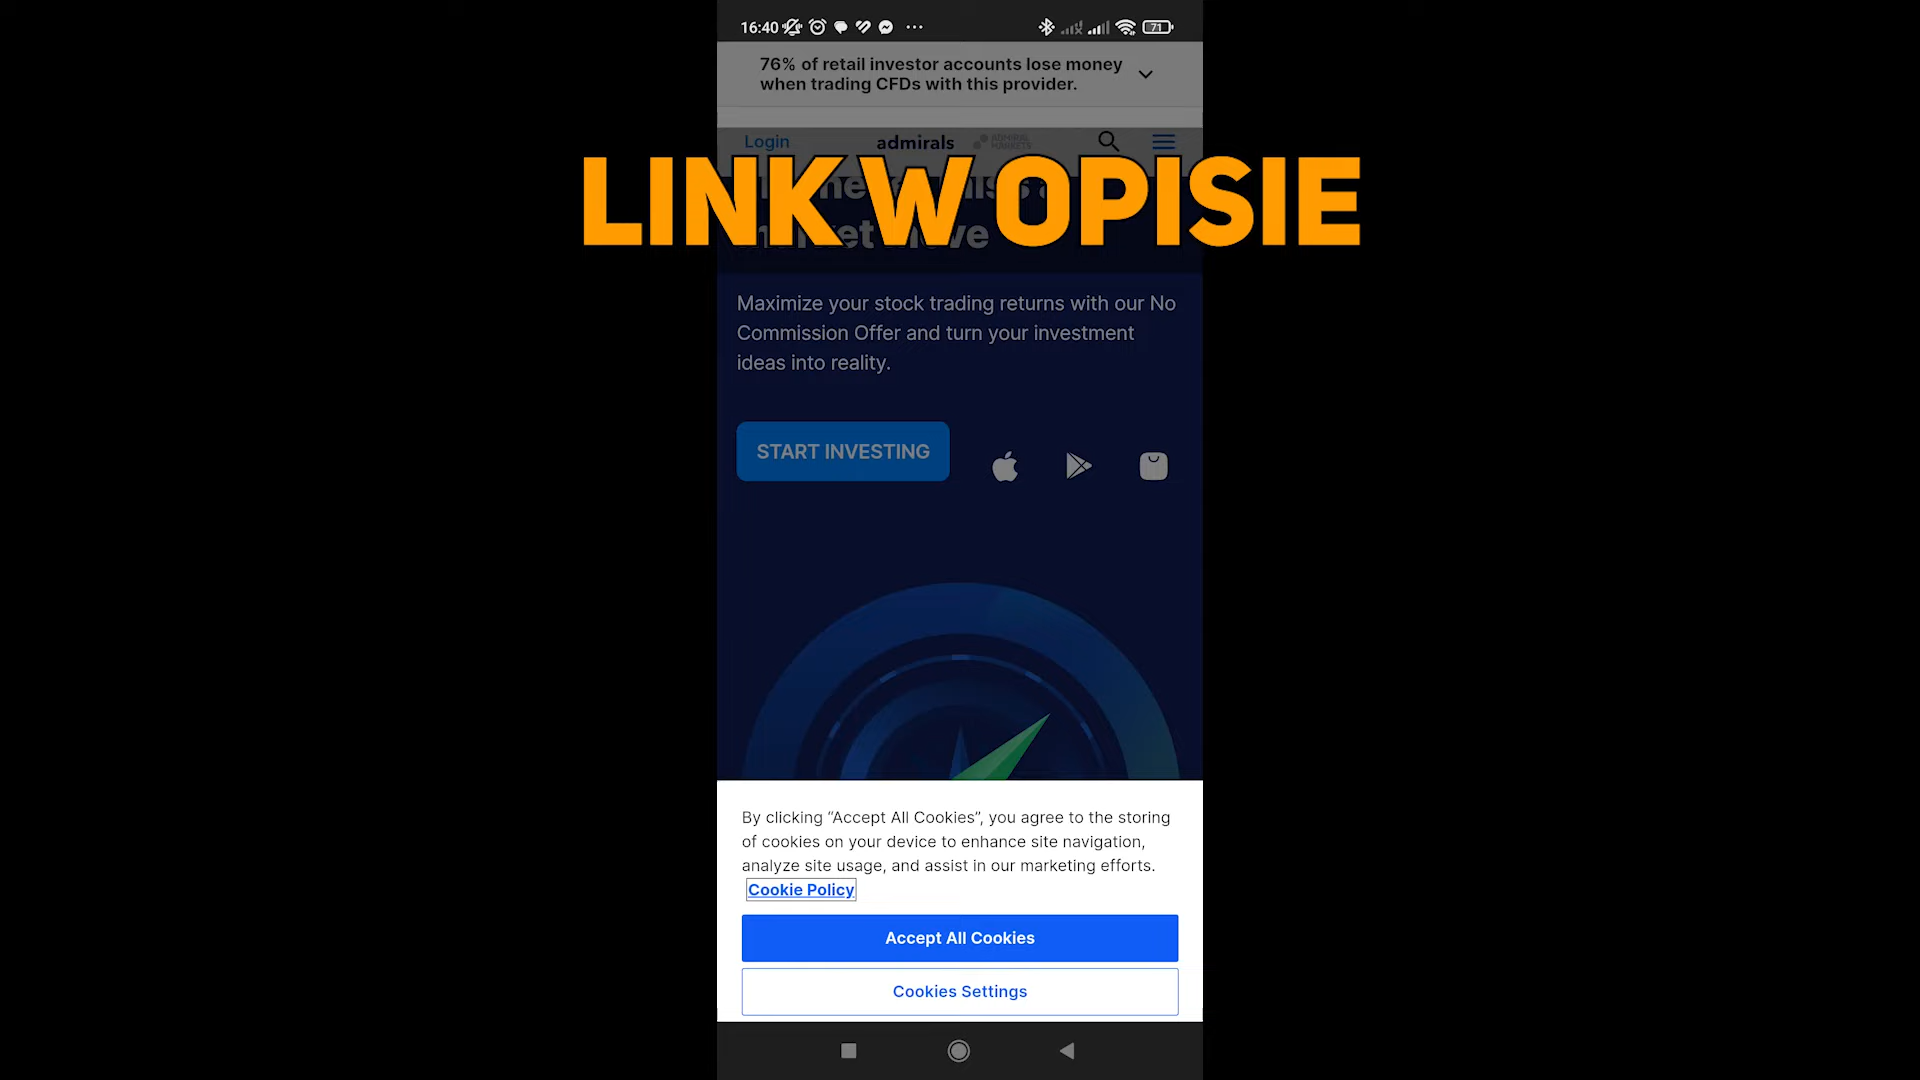 16:40
71
76% of retail investor accounts lose money
when trading CFDs with this provider.
Login
admirals
ADMIRAL
MARKETS
LINK W OPISIE
Maximize your stock trading returns with our No
Commission Offer and turn your investment
ideas into reality.
START INVESTING
By clicking “Accept All Cookies”, you agree to the storing
of cookies on your device to enhance site navigation,
analyze site usage, and assist in our marketing efforts.
Cookie Policy
Accept All Cookies
Cookies Settings